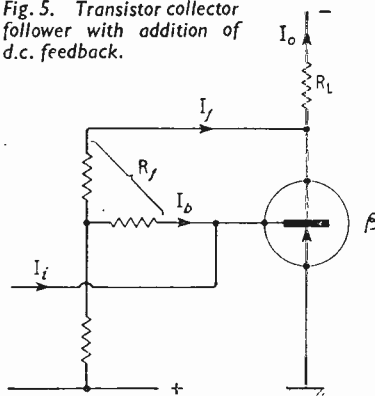 Fig. 5. Transistor collector
follower with addition of
d.c. feedback.
−
Io
RL
If
Rf
Ib
β
Ii
+